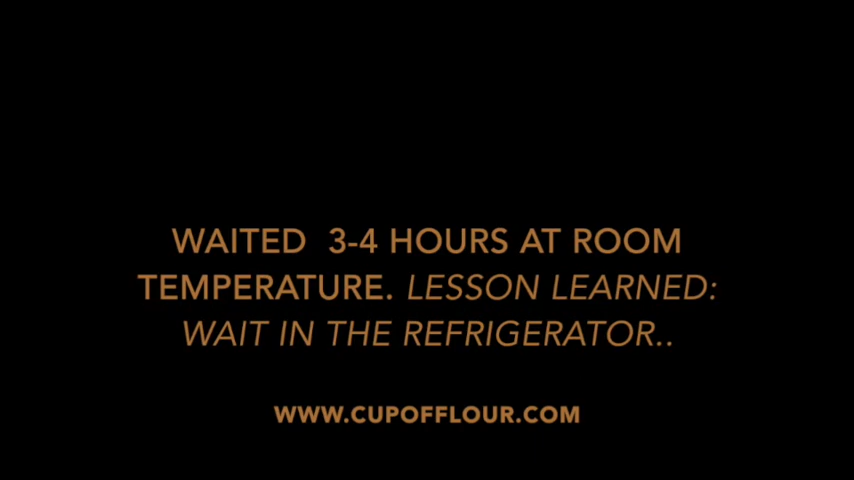 WAITED  3-4 HOURS AT ROOM
TEMPERATURE. LESSON LEARNED:
WAIT IN THE REFRIGERATOR..
WWW.CUPOFFLOUR.COM